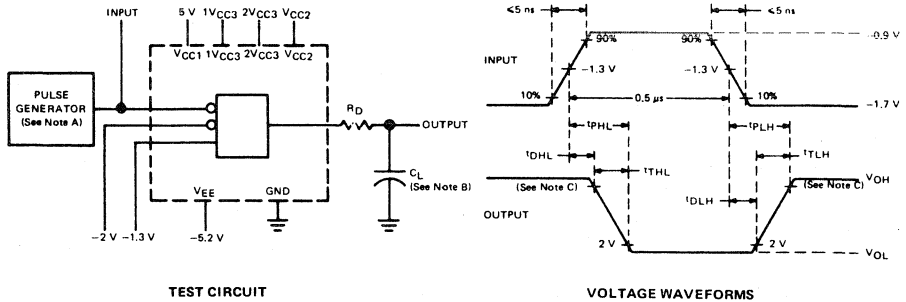 INPUT
5 V 1VCC3 2VCC3 VCC2
VCC1 1VCC3 2VCC3 VCC2
PULSE
GENERATOR
(See Note A)
RD
OUTPUT
CL
(See Note B)
VEE
GND
−2 V
−1.3 V
−5.2 V
TEST CIRCUIT
≤5 ns
≤5 ns
90%
90%
−0.9 V
INPUT
−1.3 V
−1.3 V
10%
0.5 µs
10%
−1.7 V
tPHL
tPLH
tDHL
tTHL
tTLH
(See Note C)
(See Note C)
VOH
OUTPUT
tDLH
2 V
2 V
VOL
VOLTAGE WAVEFORMS